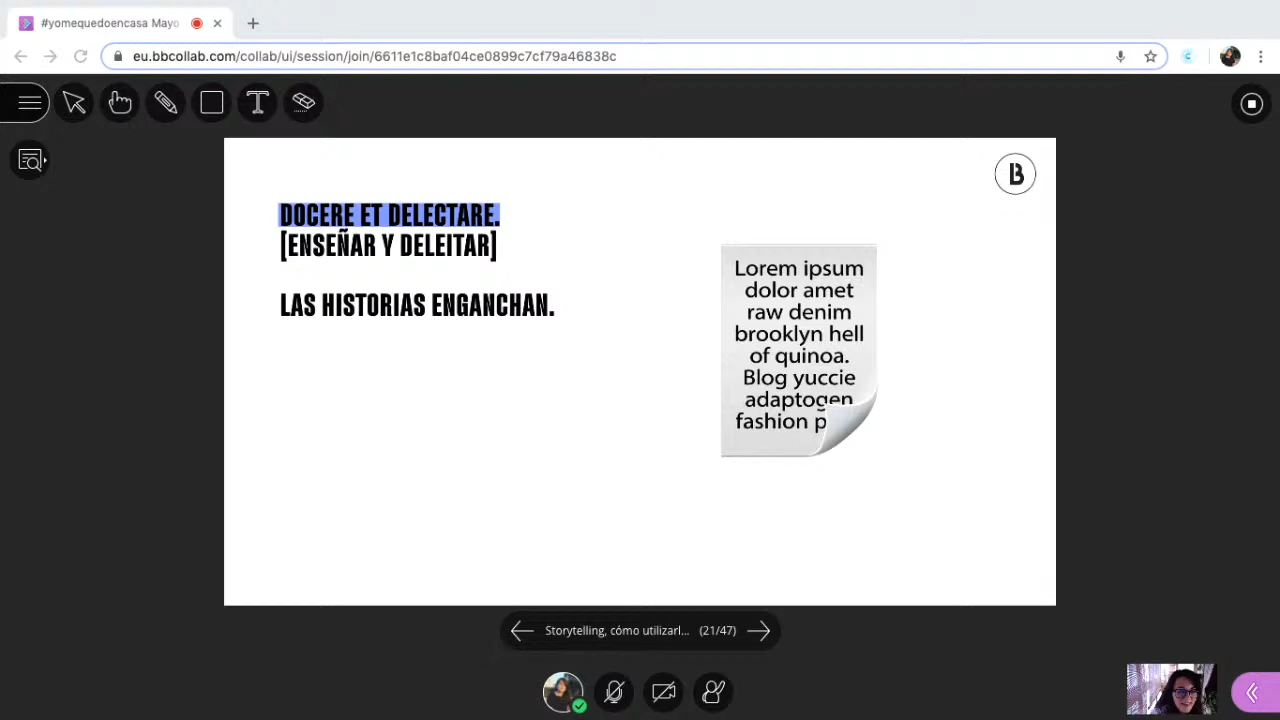 #yomequedoencasa Mayo
eu.bbcollab.com/collab/ui/session/join/6611e1c8baf04ce0899c7cf79a46838c
T
B
DOCERE ET DELECTARE.
[ENSEÑAR Y DELEITAR]
LAS HISTORIAS ENGANCHAN.
Lorem ipsum
dolor amet
raw denim
brooklyn hell
of quinoa.
Blog yuccie
adaptogen
fashion p
Storytelling, cómo utilizarl... (21/47)